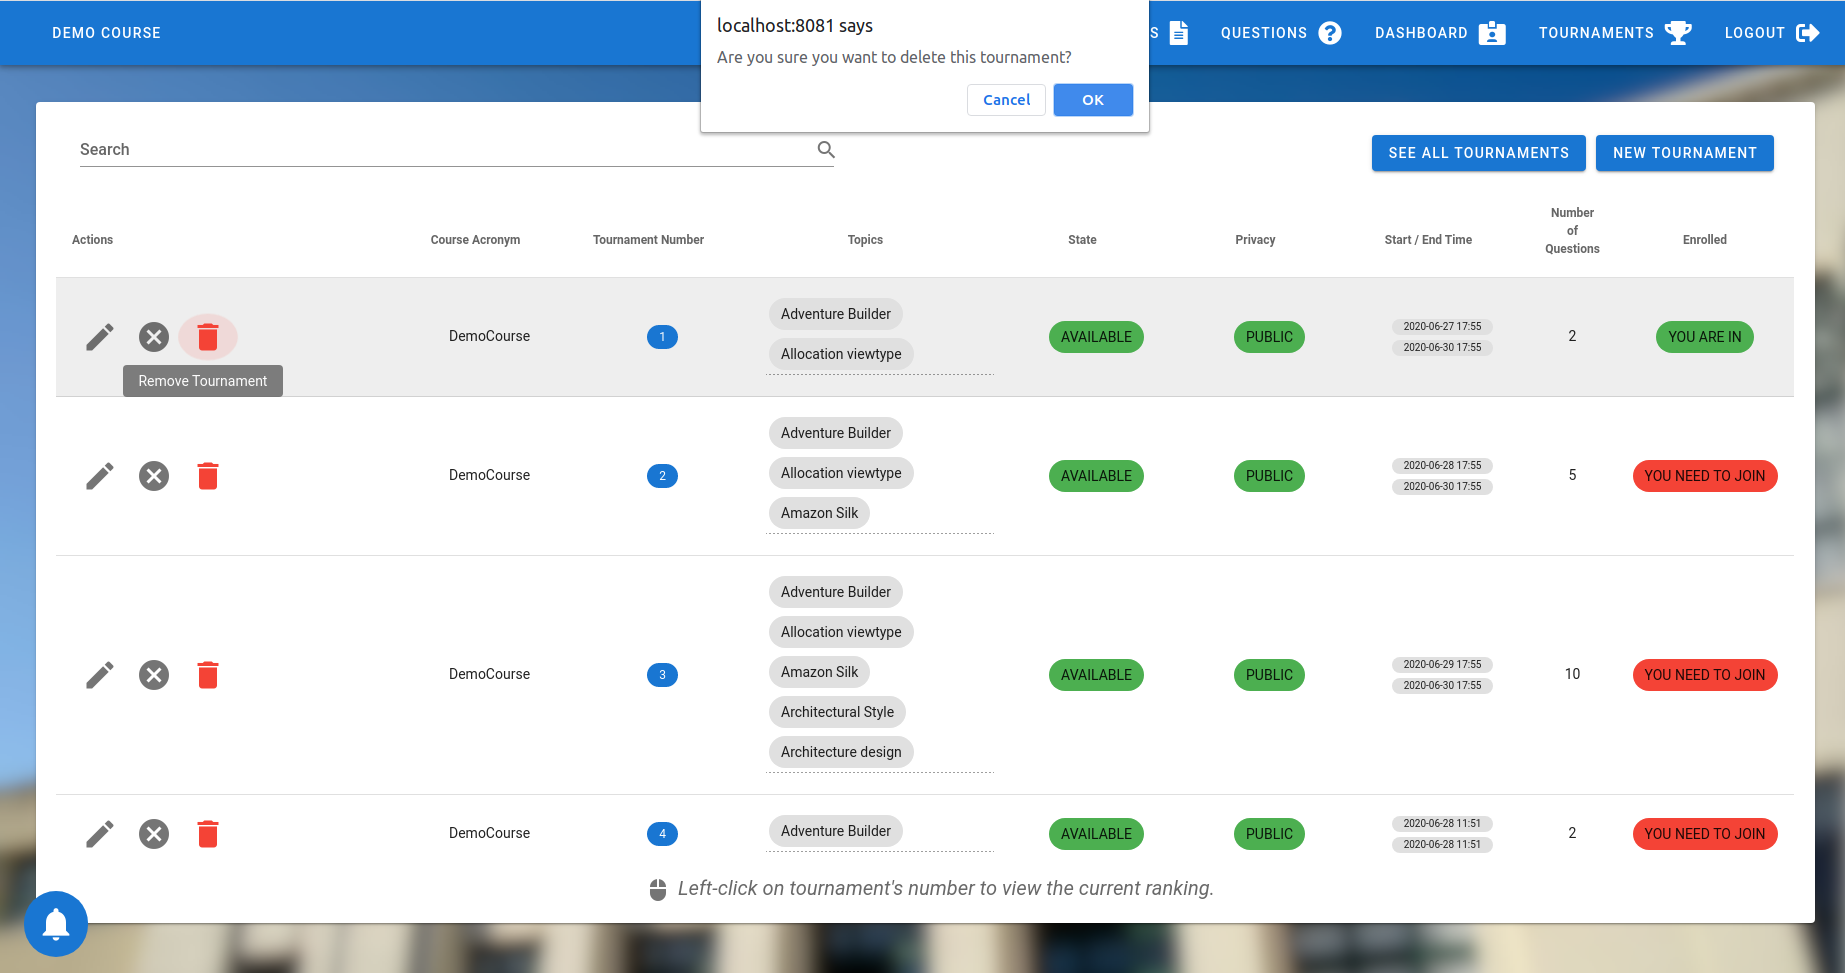 DEMO COURSE
localhost:8081 says
Are you sure you want to delete this tournament?
Cancel
OK
S
QUESTIONS
DASHBOARD
TOURNAMENTS
LOGOUT
Search
SEE ALL TOURNAMENTS
NEW TOURNAMENT
Actions
Course Acronym
Tournament Number
Topics
State
Privacy
Start / End Time
Number
of
Questions
Enrolled
DemoCourse
1
Adventure Builder
Allocation viewtype
AVAILABLE
PUBLIC
2020-06-27 17:55
2020-06-30 17:55
2
YOU ARE IN
Remove Tournament
DemoCourse
2
Adventure Builder
Allocation viewtype
Amazon Silk
AVAILABLE
PUBLIC
2020-06-28 17:55
2020-06-30 17:55
5
YOU NEED TO JOIN
DemoCourse
3
Adventure Builder
Allocation viewtype
Amazon Silk
Architectural Style
Architecture design
AVAILABLE
PUBLIC
2020-06-29 17:55
2020-06-30 17:55
10
YOU NEED TO JOIN
DemoCourse
4
Adventure Builder
AVAILABLE
PUBLIC
2020-06-28 11:51
2020-06-28 11:51
2
YOU NEED TO JOIN
Left-click on tournament's number to view the current ranking.